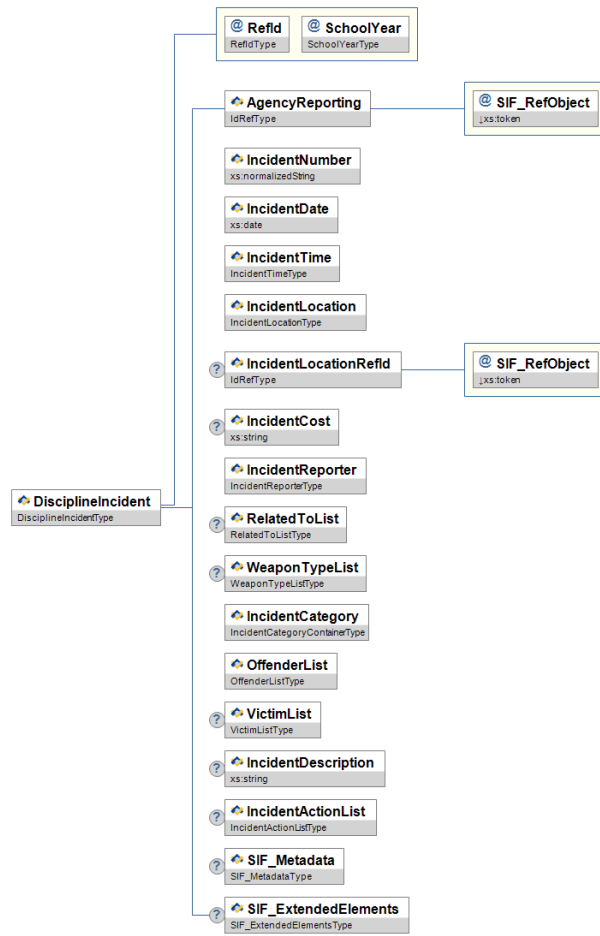 @ RefId
RefIdType
@ SchoolYear
SchoolYearType
AgencyReporting
IdRefType
@ SIF_RefObject
↓xs:token
IncidentNumber
xs:normalizedString
IncidentDate
xs:date
IncidentTime
IncidentTimeType
IncidentLocation
IncidentLocationType
? IncidentLocationRefId
IdRefType
@ SIF_RefObject
↓xs:token
? IncidentCost
xs:string
IncidentReporter
IncidentReporterType
DisciplineIncident
DisciplineIncidentType
? RelatedToList
RelatedToListType
? WeaponTypeList
WeaponTypeListType
IncidentCategory
IncidentCategoryContainerType
OffenderList
OffenderListType
? VictimList
VictimListType
? IncidentDescription
xs:string
? IncidentActionList
IncidentActionListType
? SIF_Metadata
SIF_MetadataType
? SIF_ExtendedElements
SIF_ExtendedElementsType